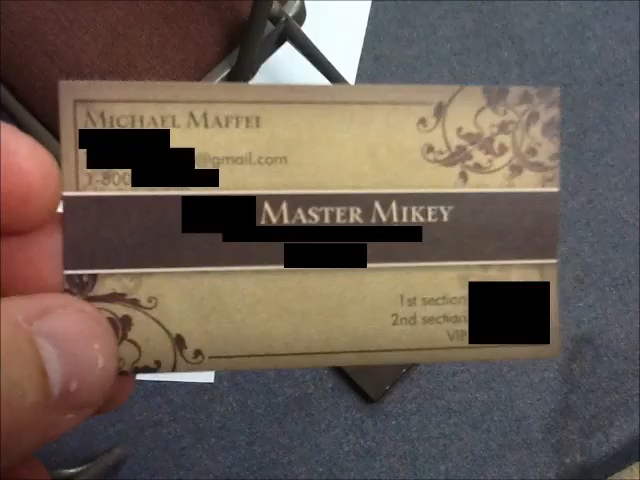 MICHAEL MAFFEI
@gmail.com
1-800
MASTER MIKEY
1st section
2nd section
VIP